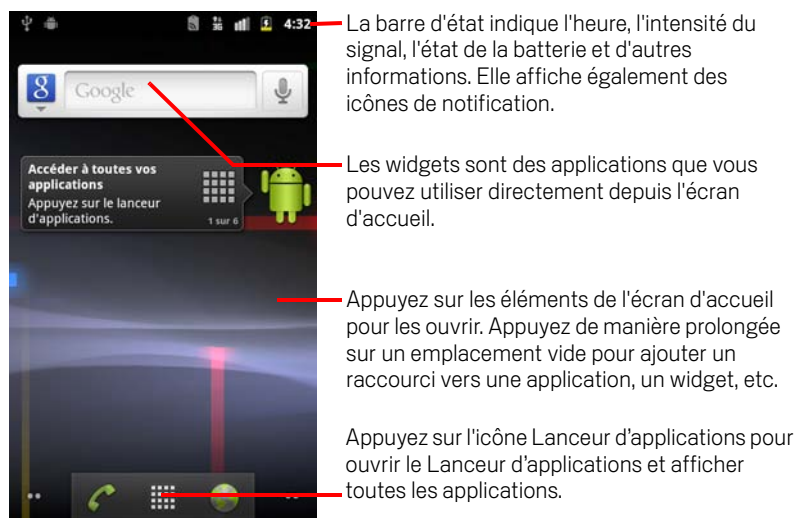 3G
4:32
La barre d'état indique l'heure, l'intensité du
signal, l'état de la batterie et d'autres
informations. Elle affiche également des
icônes de notification.
8
Google
Les widgets sont des applications que vous
pouvez utiliser directement depuis l'écran
d'accueil.
Accéder à toutes vos
applications
Appuyez sur le lanceur
d'applications.
1 sur 6
Appuyez sur les éléments de l'écran d'accueil
pour les ouvrir. Appuyez de manière prolongée
sur un emplacement vide pour ajouter un
raccourci vers une application, un widget, etc.
Appuyez sur l'icône Lanceur d’applications pour
ouvrir le Lanceur d’applications et afficher
toutes les applications.